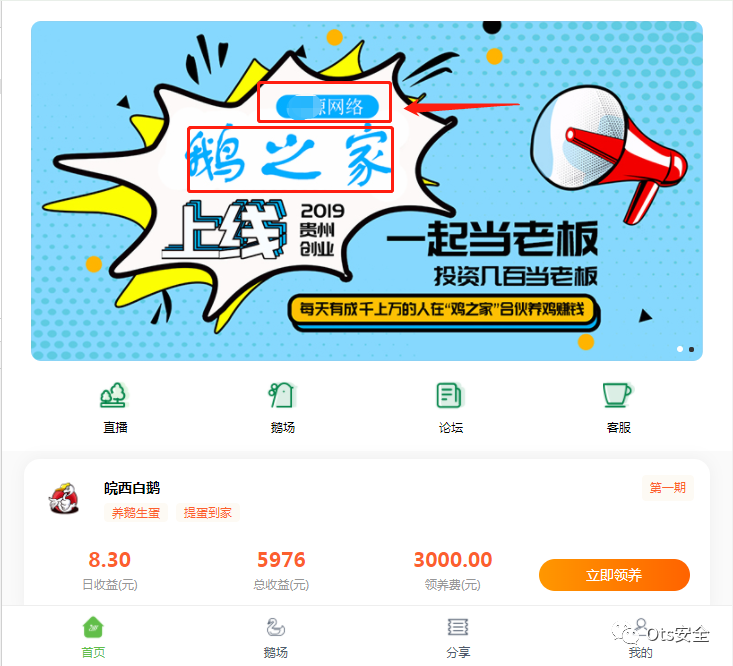 源网络
鹅之家
上线
2019
贵州
创业
一起当老板
投资几百当老板
每天有成千上万的人在“鸡之家”合伙养鸡赚钱
直播
鹅场
论坛
客服
皖西白鹅
第一期
养鹅生蛋
提蛋到家
8.30
5976
3000.00
日收益(元)
总收益(元)
领养费(元)
立即领养
首页
鹅场
分享
我的
Ots安全